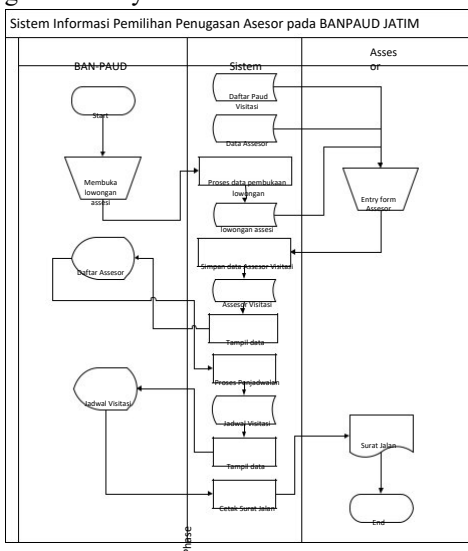 Sistem Informasi Pemilihan Penugasan Asesor pada BANPAUD JATIM
BAN-PAUD
Sistem
Asses
or
Start
Daftar Paud
Visitasi
Data Assesor
Membuka
lowongan
assesi
Proses data pembukaan
lowongan
lowongan assesi
Entry form
Assesor
Simpan data Assesor Visitasi
Daftar Assesor
Assesor Visitasi
Tampil data
Proses Penjadwalan
Jadwal Visitasi
Jadwal Visitasi
Tampil data
Surat Jalan
Cetak Surat Jalan
End
Phase